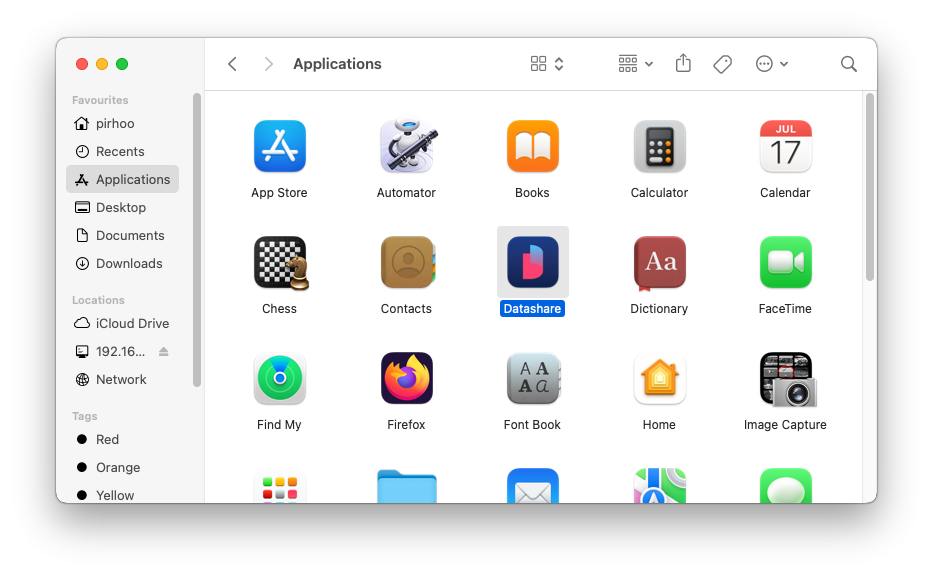 Applications
Favourites
pirhoo
Recents
Applications
Desktop
Documents
Downloads
Locations
iCloud Drive
192.16...
Network
Tags
Red
Orange
Yellow
JUL
17
App Store
Automator
Books
Calculator
Calendar
Aa
Chess
Contacts
Datashare
Dictionary
FaceTime
A A
A a
Find My
Firefox
Font Book
Home
Image Capture